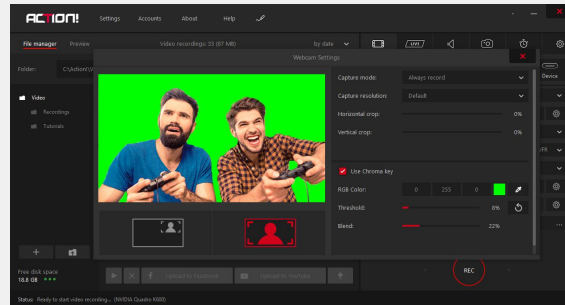 ACTION!
Settings
Accounts
About
Help
File manager
Preview
Video recordings: 33 (87 MB)
by date
LIVE
Webcam Settings
Folder:
Capture mode:
Always record
Device
Capture resolution:
Default
Video
Horizontal crop:
0%
Recordings
Vertical crop:
0%
Tutorials
Use Chroma key
RGB Color:
0
255
0
Threshold:
8%
Blend:
22%
Free disk space
18.8 GB
Upload to Facebook
Upload to YouTube
REC
Status: Ready to start video recording... (NVIDIA Quadro K600)